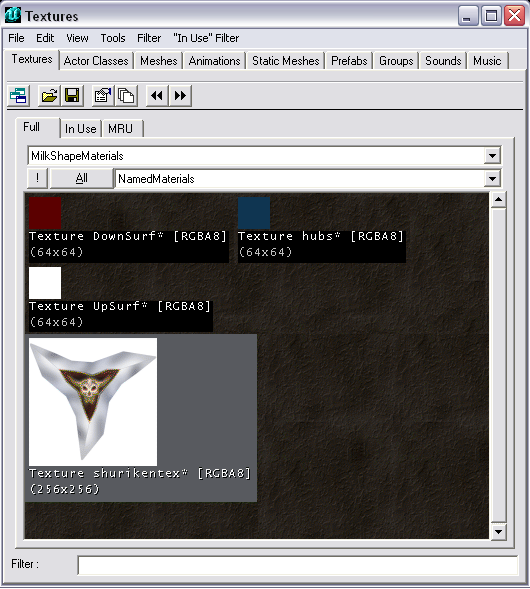 Textures
File Edit View Tools Filter "In Use" Filter
Textures Actor Classes Meshes Animations Static Meshes Prefabs Groups Sounds Music
Full In Use MRU
MilkShapeMaterials
! All NamedMaterials
Texture DownSurf* [RGBA8] Texture hubs* [RGBA8]
(64x64) (64x64)
Texture UpSurf* [RGBA8]
(64x64)
Texture shurikentex* [RGBA8]
(256x256)
Filter :